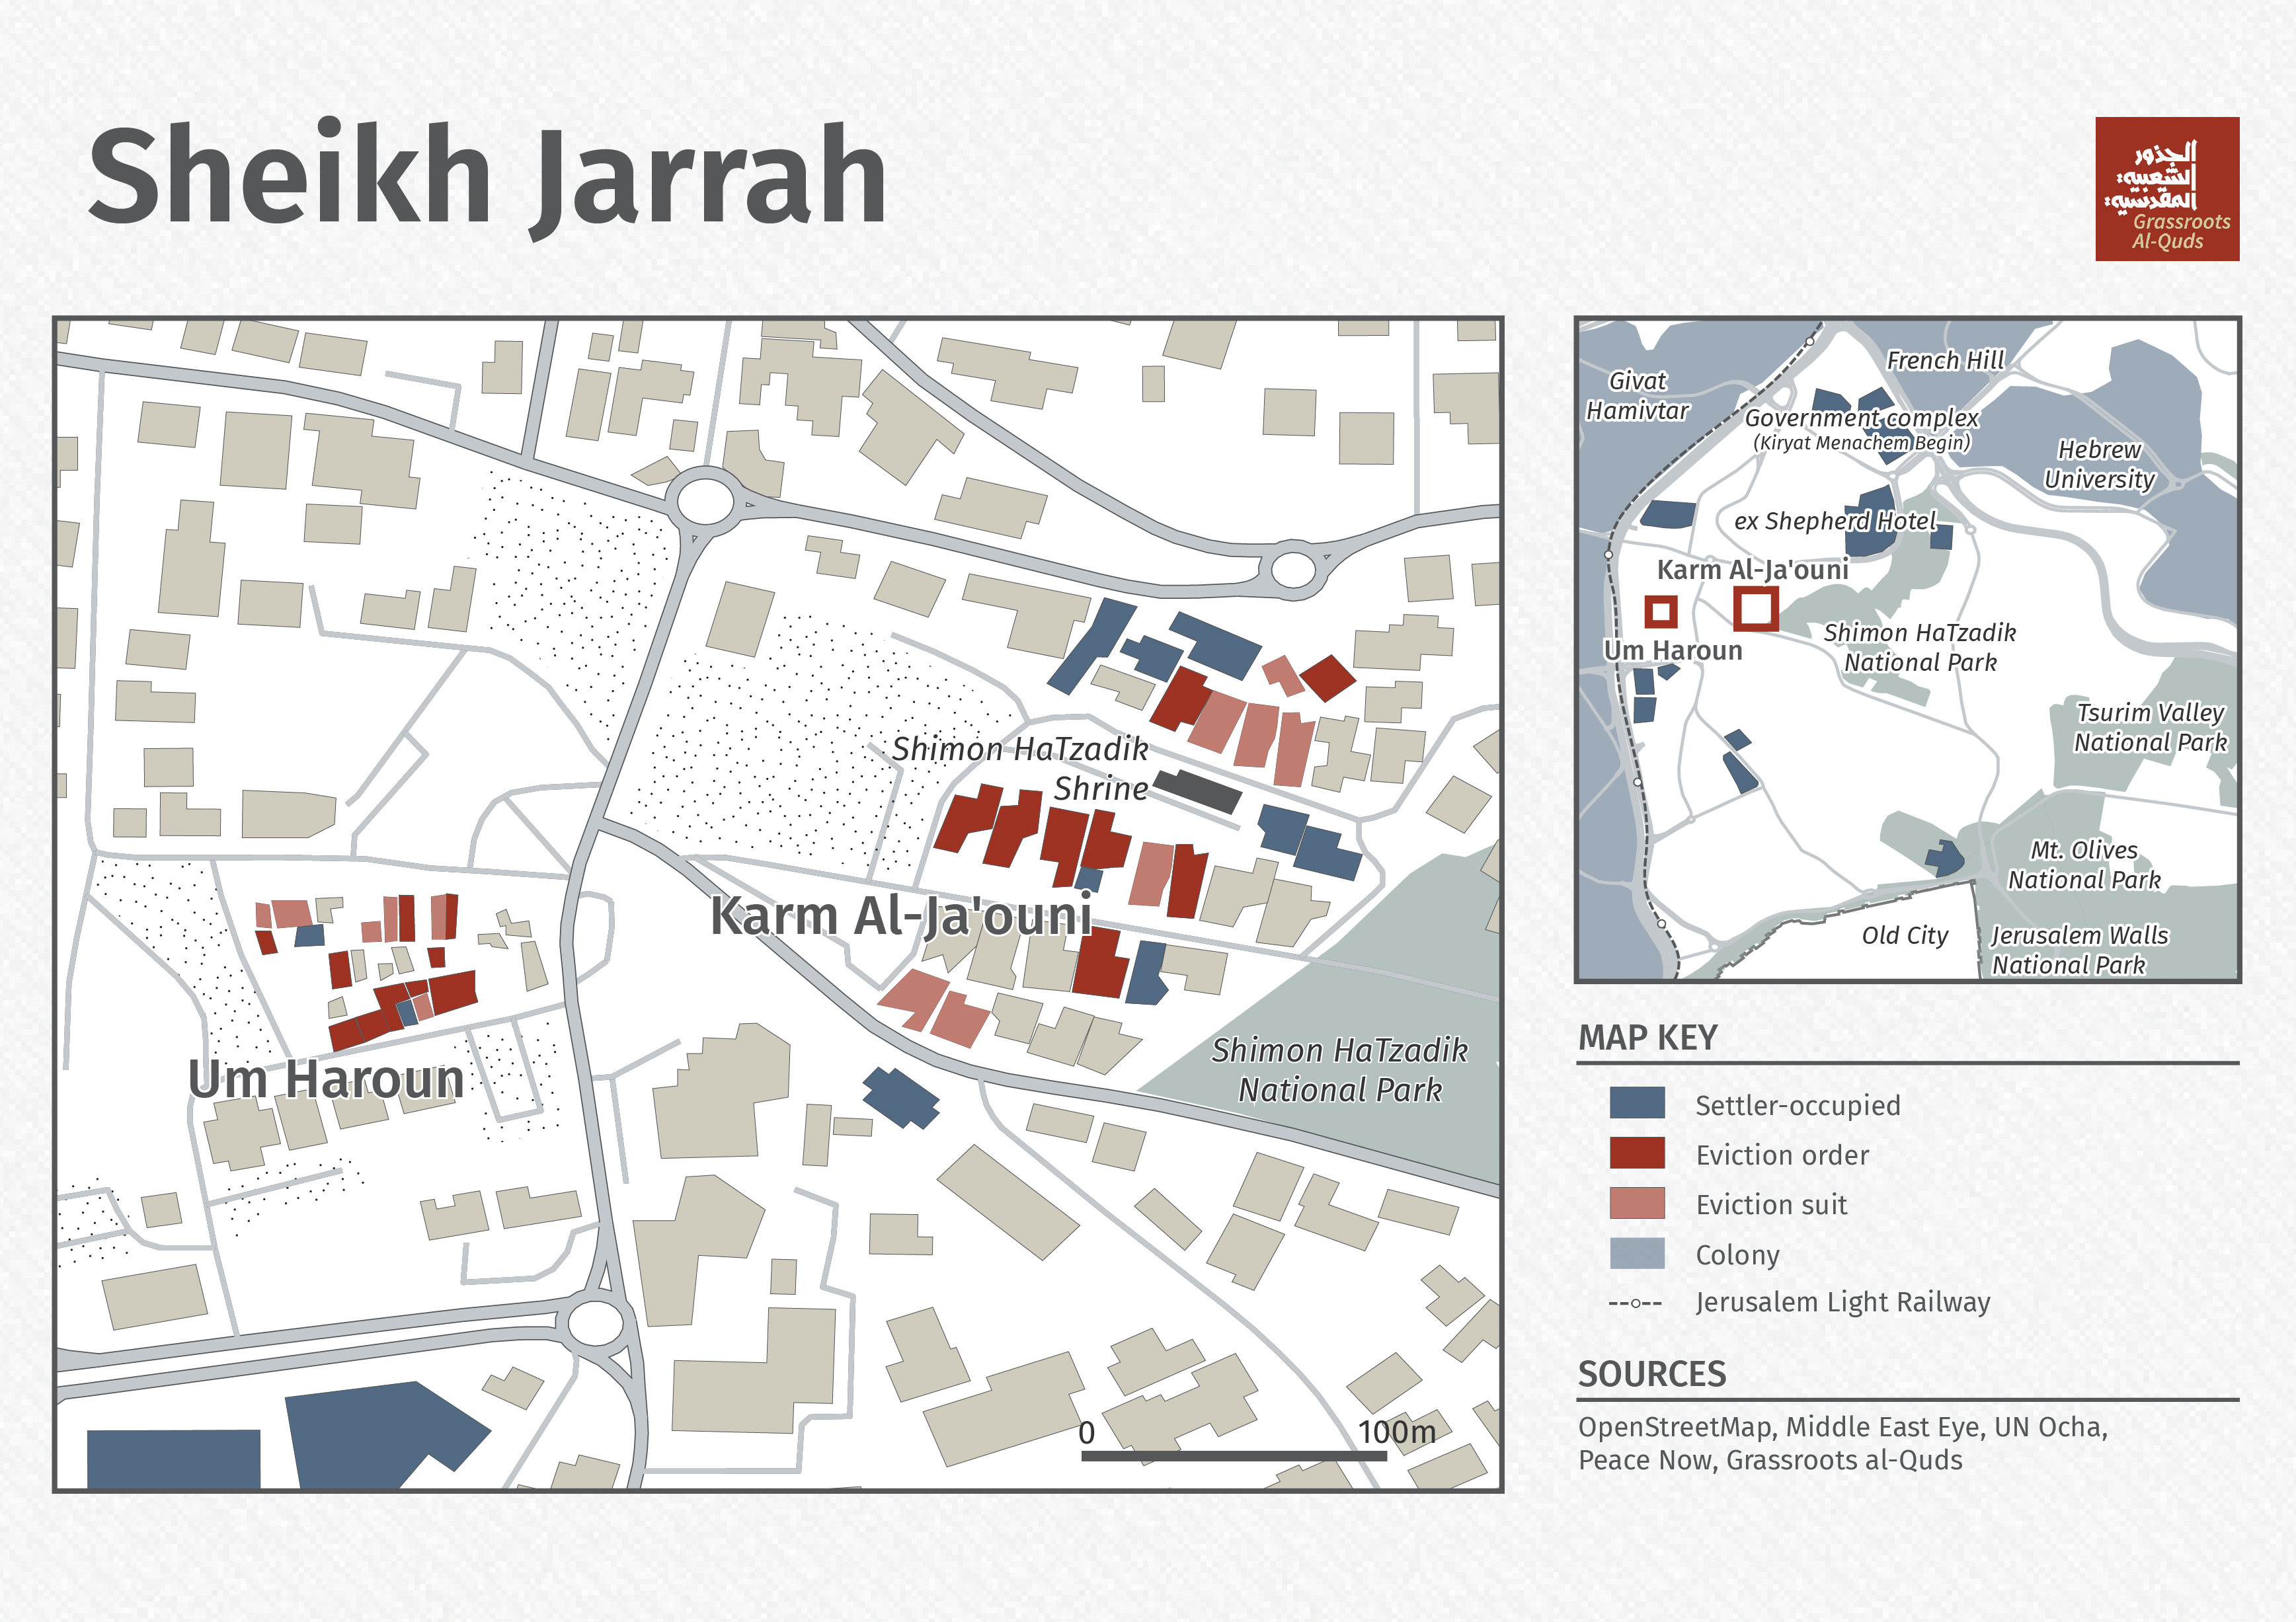 Sheikh Jarrah
الجذور
الشعبية
المقدسية
Grassroots
Al-Quds
Shimon HaTzadik
Shrine
Karm Al-Ja'ouni
Um Haroun
Shimon HaTzadik
National Park
0 100m
French Hill
Givat
Hamivtar
Government complex
(Kiryat Menachem Begin)
Hebrew
University
ex Shepherd Hotel
Karm Al-Ja'ouni
Um Haroun
Shimon HaTzadik
National Park
Tsurim Valley
National Park
Mt. Olives
National Park
Old City
Jerusalem Walls
National Park
MAP KEY
Settler-occupied
Eviction order
Eviction suit
Colony
Jerusalem Light Railway
SOURCES
OpenStreetMap, Middle East Eye, UN Ocha,
Peace Now, Grassroots al-Quds